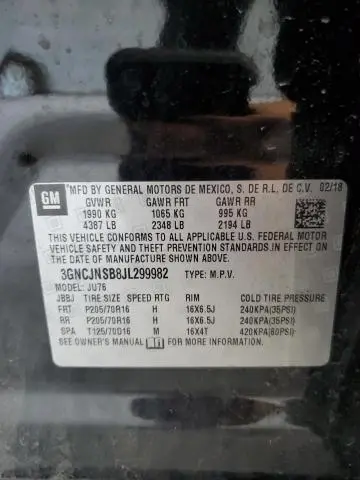 GM
*MFD BY GENERAL MOTORS DE MEXICO, S. DE R.L. DE C.V. 02/18
GVWR GAWR FRT GAWR RR
1990 KG 1065 KG 995 KG
4387 LB 2348 LB 2194 LB
THIS VEHICLE CONFORMS TO ALL APPLICABLE U.S. FEDERAL MOTOR
VEHICLE SAFETY AND THEFT PREVENTION STANDARDS IN EFFECT ON
THE DATE OF MANUFACTURE SHOWN ABOVE.
3GNCJNSB8JL299982 TYPE: M.P.V.
MODEL: JU76
JBBJ TIRE SIZE SPEED RTG RIM COLD TIRE PRESSURE
FRT P205/70R16 H 16X6.5J 240KPA(35PSI)
RR P205/70R16 H 16X6.5J 240KPA(35PSI)
SPA T125/70D16 M 16X4T 420KPA(60PSI)
SEE OWNER'S MANUAL FOR MORE INFORMATION